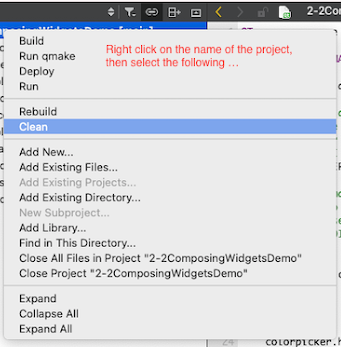 2-2Com
posingWidgetsDemo [main]
Build
Run qmake
Deploy
Run
Right click on the name of the project,
then select the following ...
Rebuild
Clean
Add New...
Add Existing Files...
Add Existing Projects...
Add Existing Directory...
New Subproject...
Add Library...
Find in This Directory...
Close All Files in Project "2-2ComposingWidgetsDemo"
Close Project "2-2ComposingWidgetsDemo"
Expand
Collapse All
Expand All
24 colorpicker.h